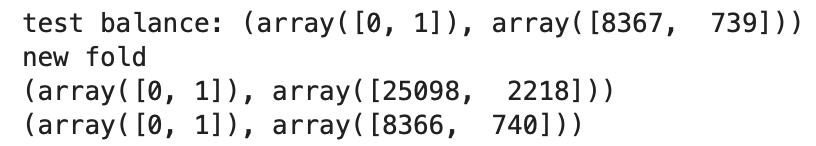 test balance: (array([0, 1]), array([8367,  739]))
new fold
(array([0, 1]), array([25098,  2218]))
(array([0, 1]), array([8366,  740]))